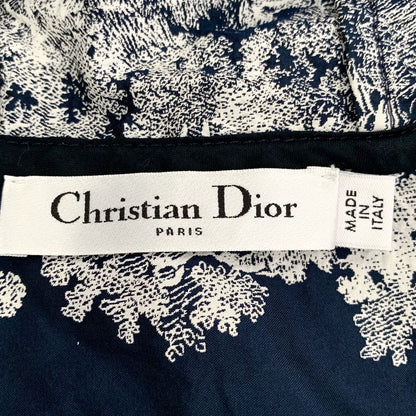 Christian Dior
PARIS
MADE
IN
ITALY